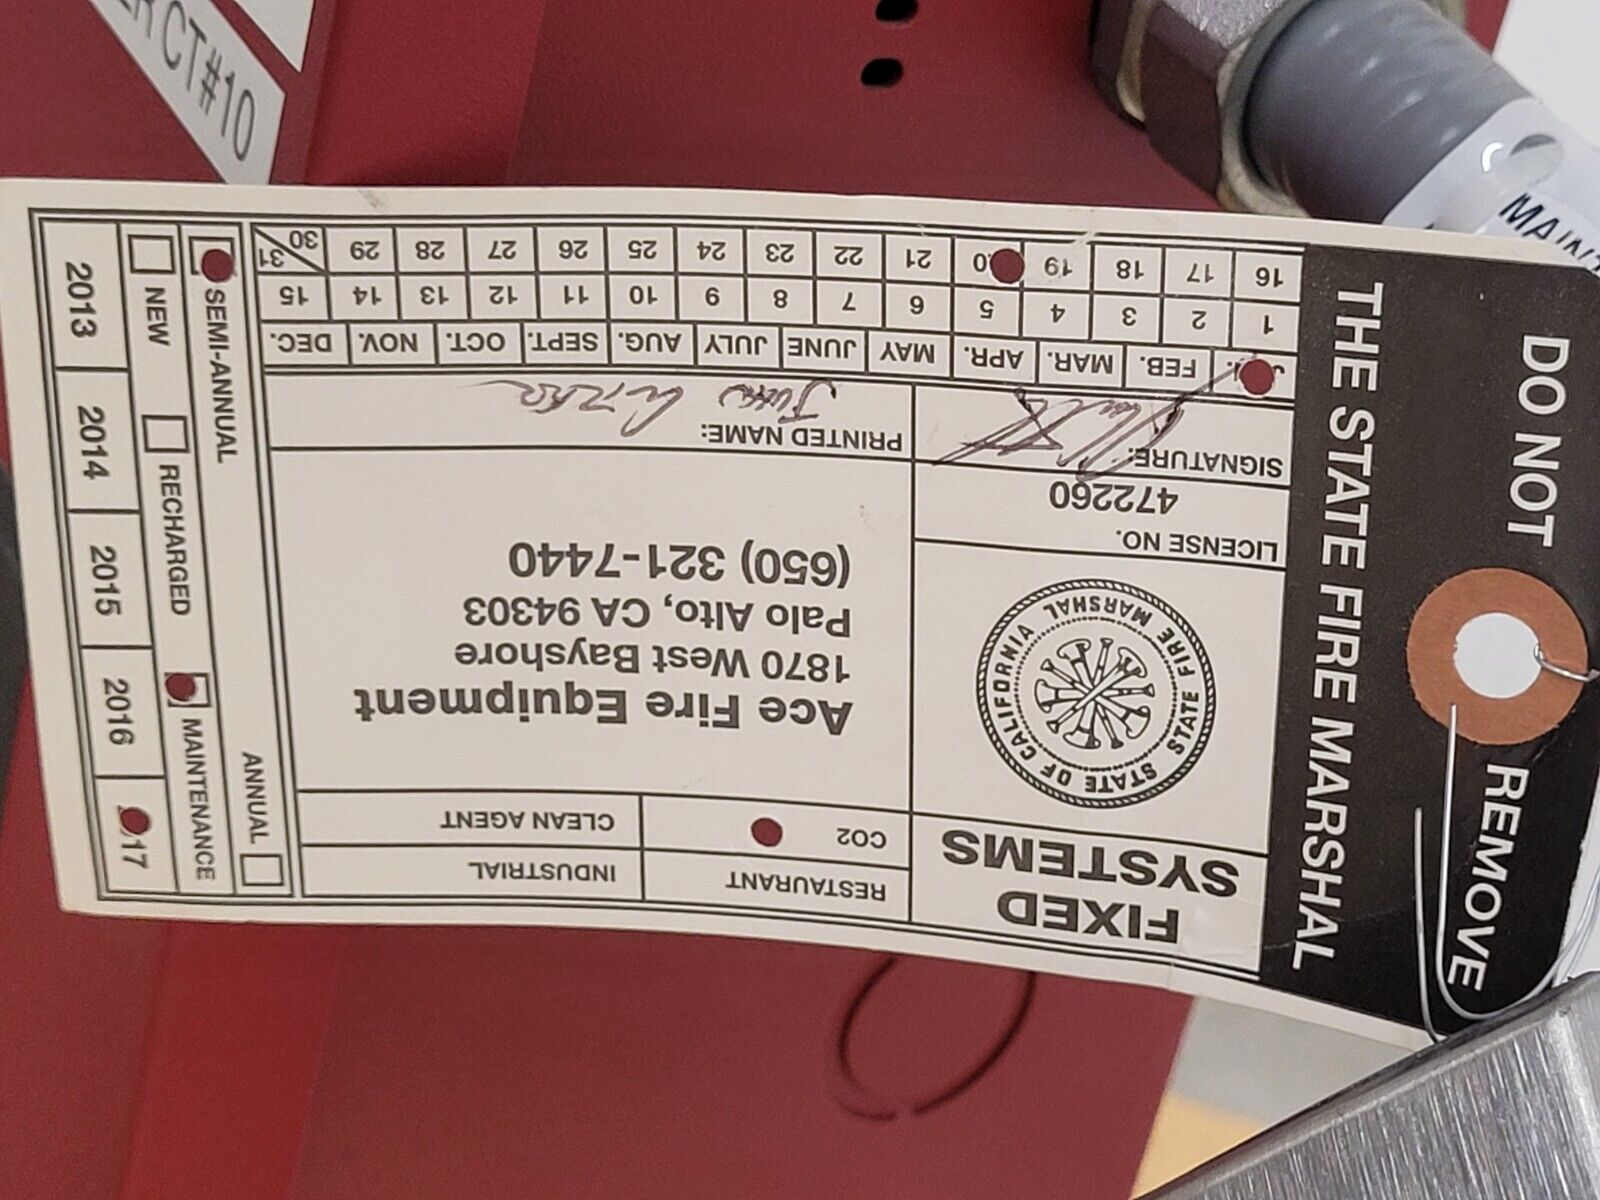 CT#10
MAINT
DO NOT
REMOVE
THE STATE FIRE MARSHAL
FIXED
SYSTEMS
RESTAURANT
INDUSTRIAL
CO2
CLEAN AGENT
CALIFORNIA STATE FIRE MARSHAL
STATE OF CALIFORNIA
Ace Fire Equipment
1870 West Bayshore
Palo Alto, CA 94303
(650) 321-7440
LICENSE NO.
472260
SIGNATURE:
PRINTED NAME:
FEB. MAR. APR. MAY JUNE JULY AUG. SEPT. OCT. NOV. DEC.
1 2 3 4 5 6 7 8 9 10 11 12 13 14 15
16 17 18 19 0 21 22 23 24 25 26 27 28 29 30 31
SEMI-ANNUAL ANNUAL
NEW RECHARGED MAINTENANCE
2013 2014 2015 2016 17